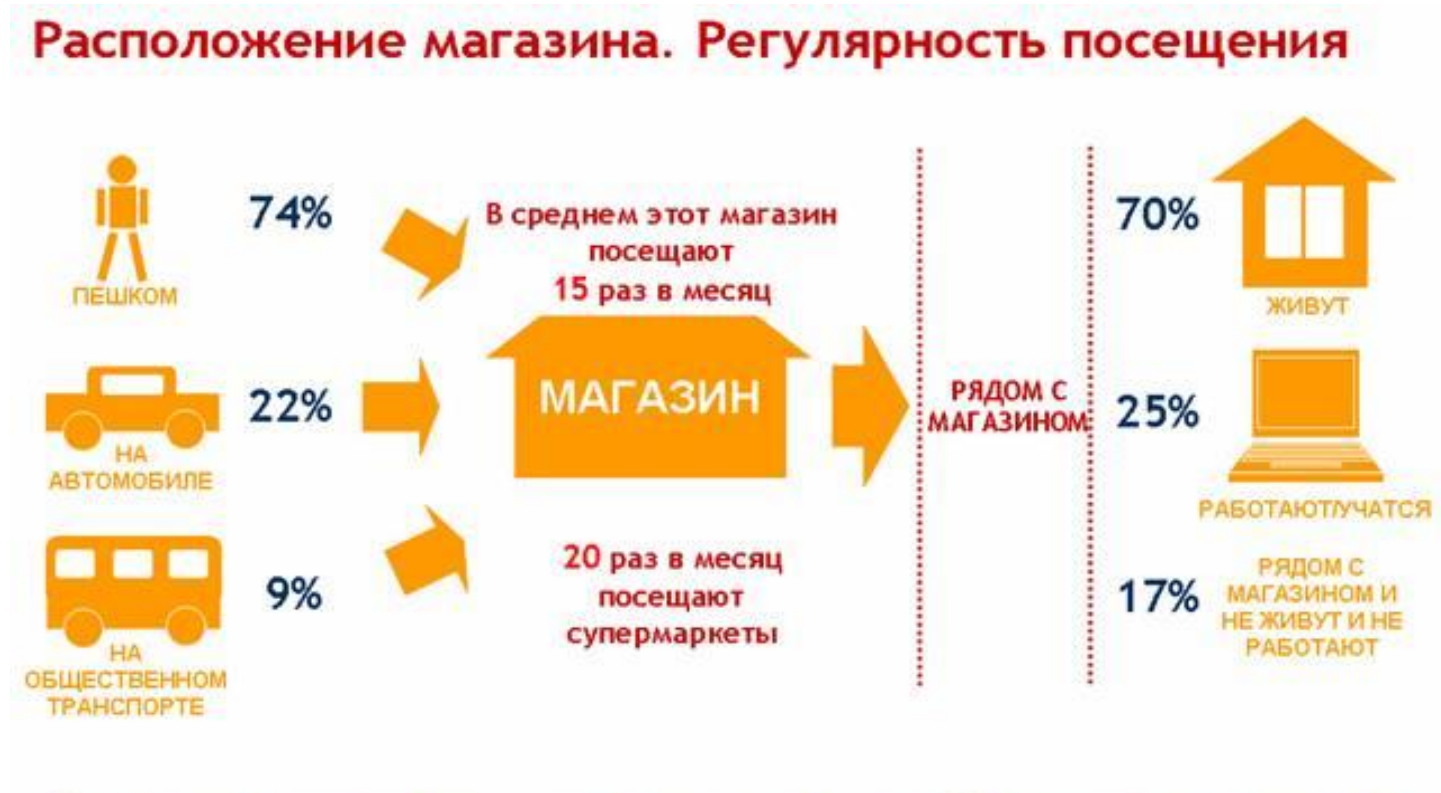 Расположение магазина. Регулярность посещения
74%
ПЕШКОМ
22%
НА
АВТОМОБИЛЕ
9%
НА
ОБЩЕСТВЕННОМ
ТРАНСПОРТЕ
В среднем этот магазин
посещают
15 раз в месяц
МАГАЗИН
20 раз в месяц
посещают
супермаркеты
РЯДОМ С
МАГАЗИНОМ
70%
ЖИВУТ
25%
РАБОТАЮТ/УЧАТСЯ
17%
РЯДОМ С
МАГАЗИНОМ И
НЕ ЖИВУТ И НЕ
РАБОТАЮТ